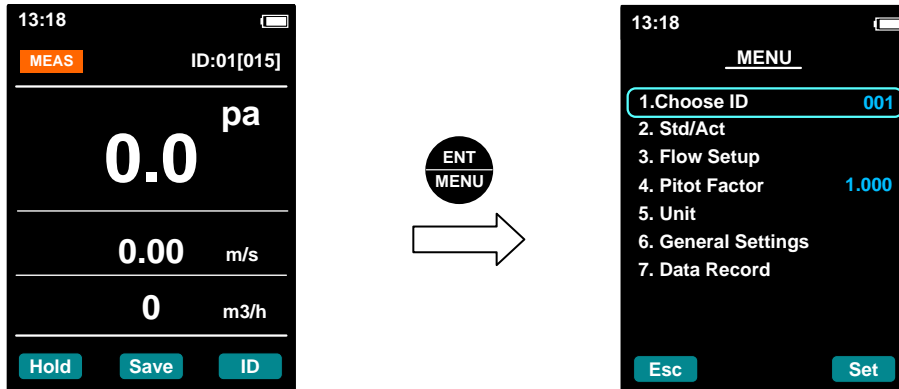 13:18
MEAS ID:01[015]
pa
0.0
0.00 m/s
0 m3/h
Hold Save ID
ENT
MENU
13:18
MENU
1.Choose ID 001
2. Std/Act
3. Flow Setup
4. Pitot Factor 1.000
5. Unit
6. General Settings
7. Data Record
Esc Set